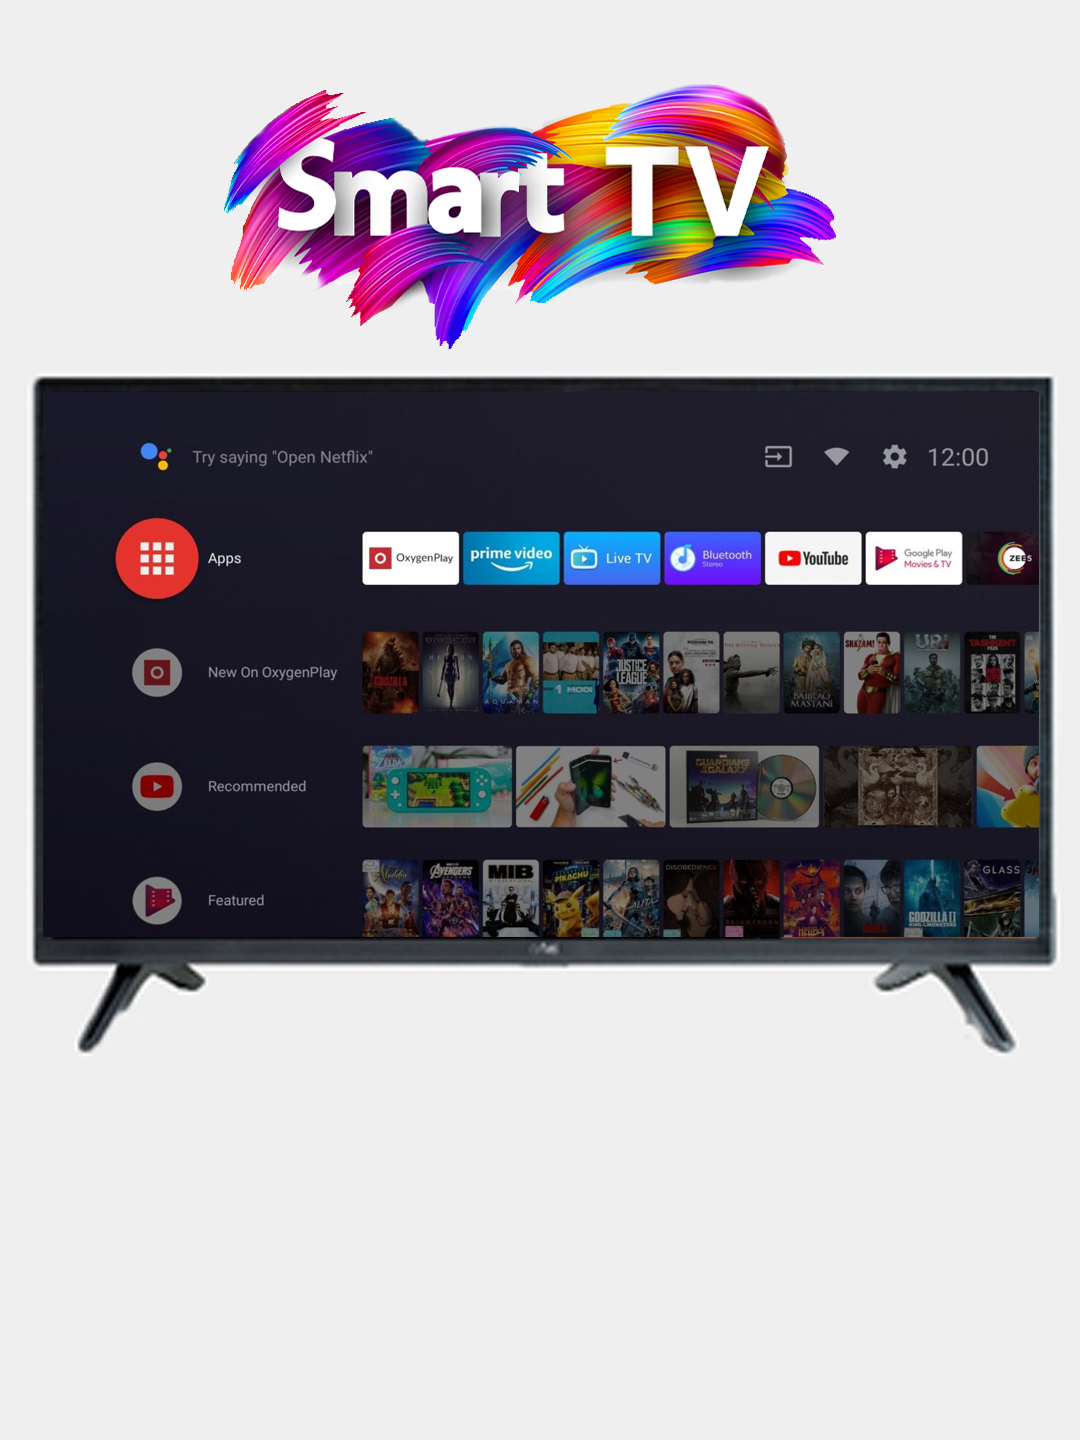 Smart TV
Try saying "Open Netflix"
12:00
Apps
OxygenPlay
prime video
Live TV
Bluetooth
Stereo
YouTube
Google Play
Movies & TV
ZEE5
New On OxygenPlay
GODZILLA
AQUAMAN
1 MODI
JUSTICE
LEAGUE
BAJIRAO
MASTANI
SHAZAM!
URI
THE
TASHKENT
FILES
Recommended
ZELDA
GUARDIANS
OF THE GALAXY
Featured
Aladdin
AVENGERS
MIB
PIKACHU
ALITA
DISOBEDIENCE
HELLBOY
GODZILLA II
KING OF THE MONSTERS
GLASS